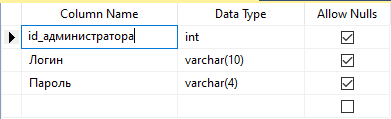 Column Name Data Type Allow Nulls
id_администратора int
Логин varchar(10)
Пароль varchar(4)